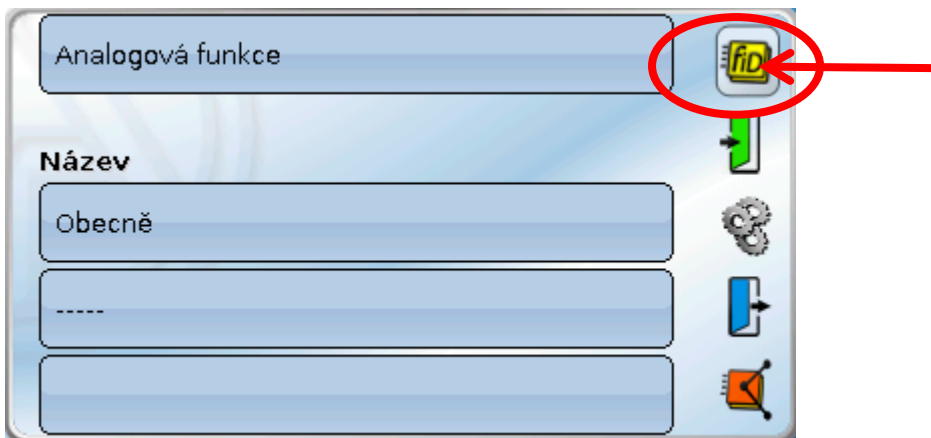 Analogová funkce
fiD
Název
Obecně
-----